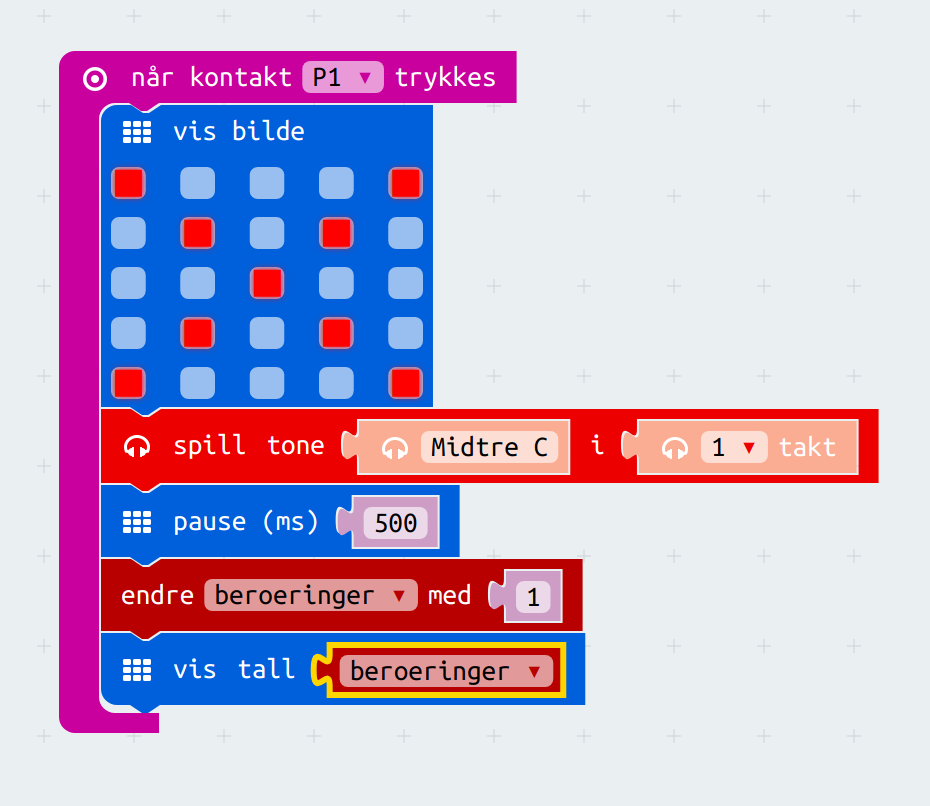 når kontakt P1 ▼ trykkes
vis bilde
spill tone Midtre C i 1 ▼ takt
pause (ms) 500
endre beroeringer ▼ med 1
vis tall beroeringer ▼